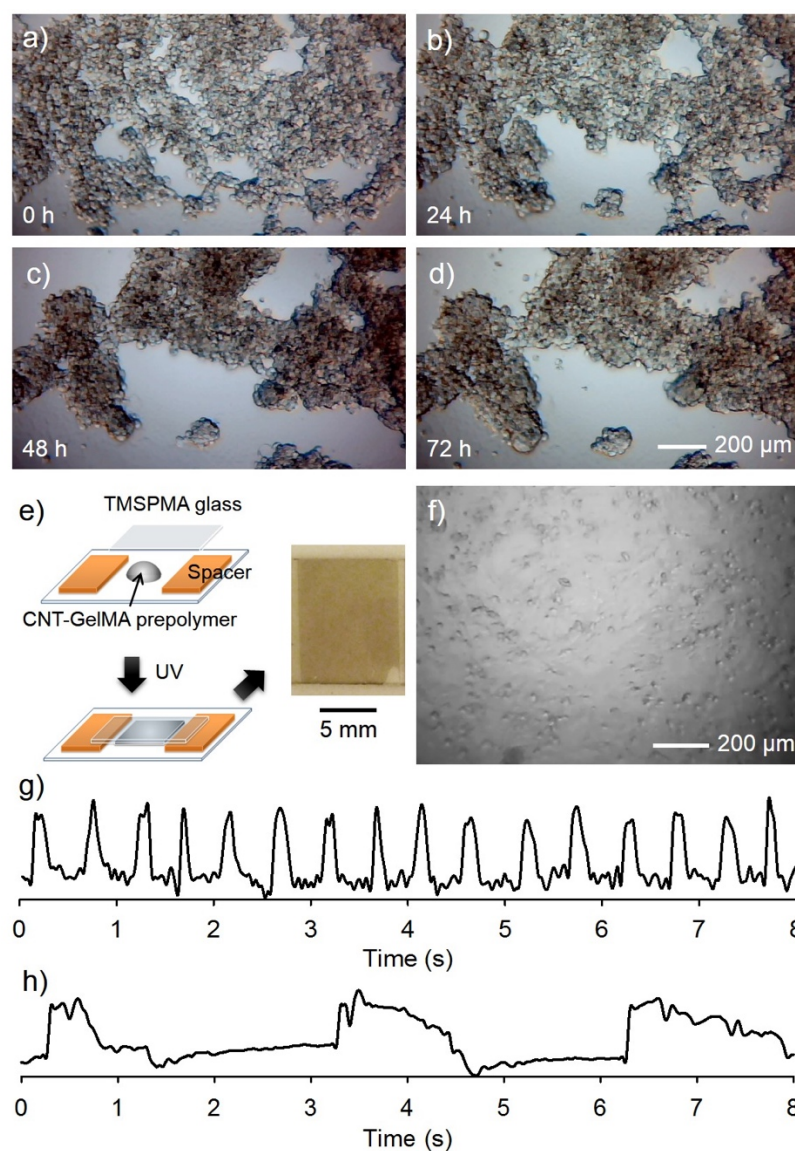 a)
b)
0 h
24 h
c)
d)
48 h
72 h
200 µm
e)
TMSPMA glass
Spacer
CNT-GelMA prepolymer
UV
5 mm
f)
200 µm
g)
0 1 2 3 4 5 6 7 8
Time (s)
h)
0 1 2 3 4 5 6 7 8
Time (s)